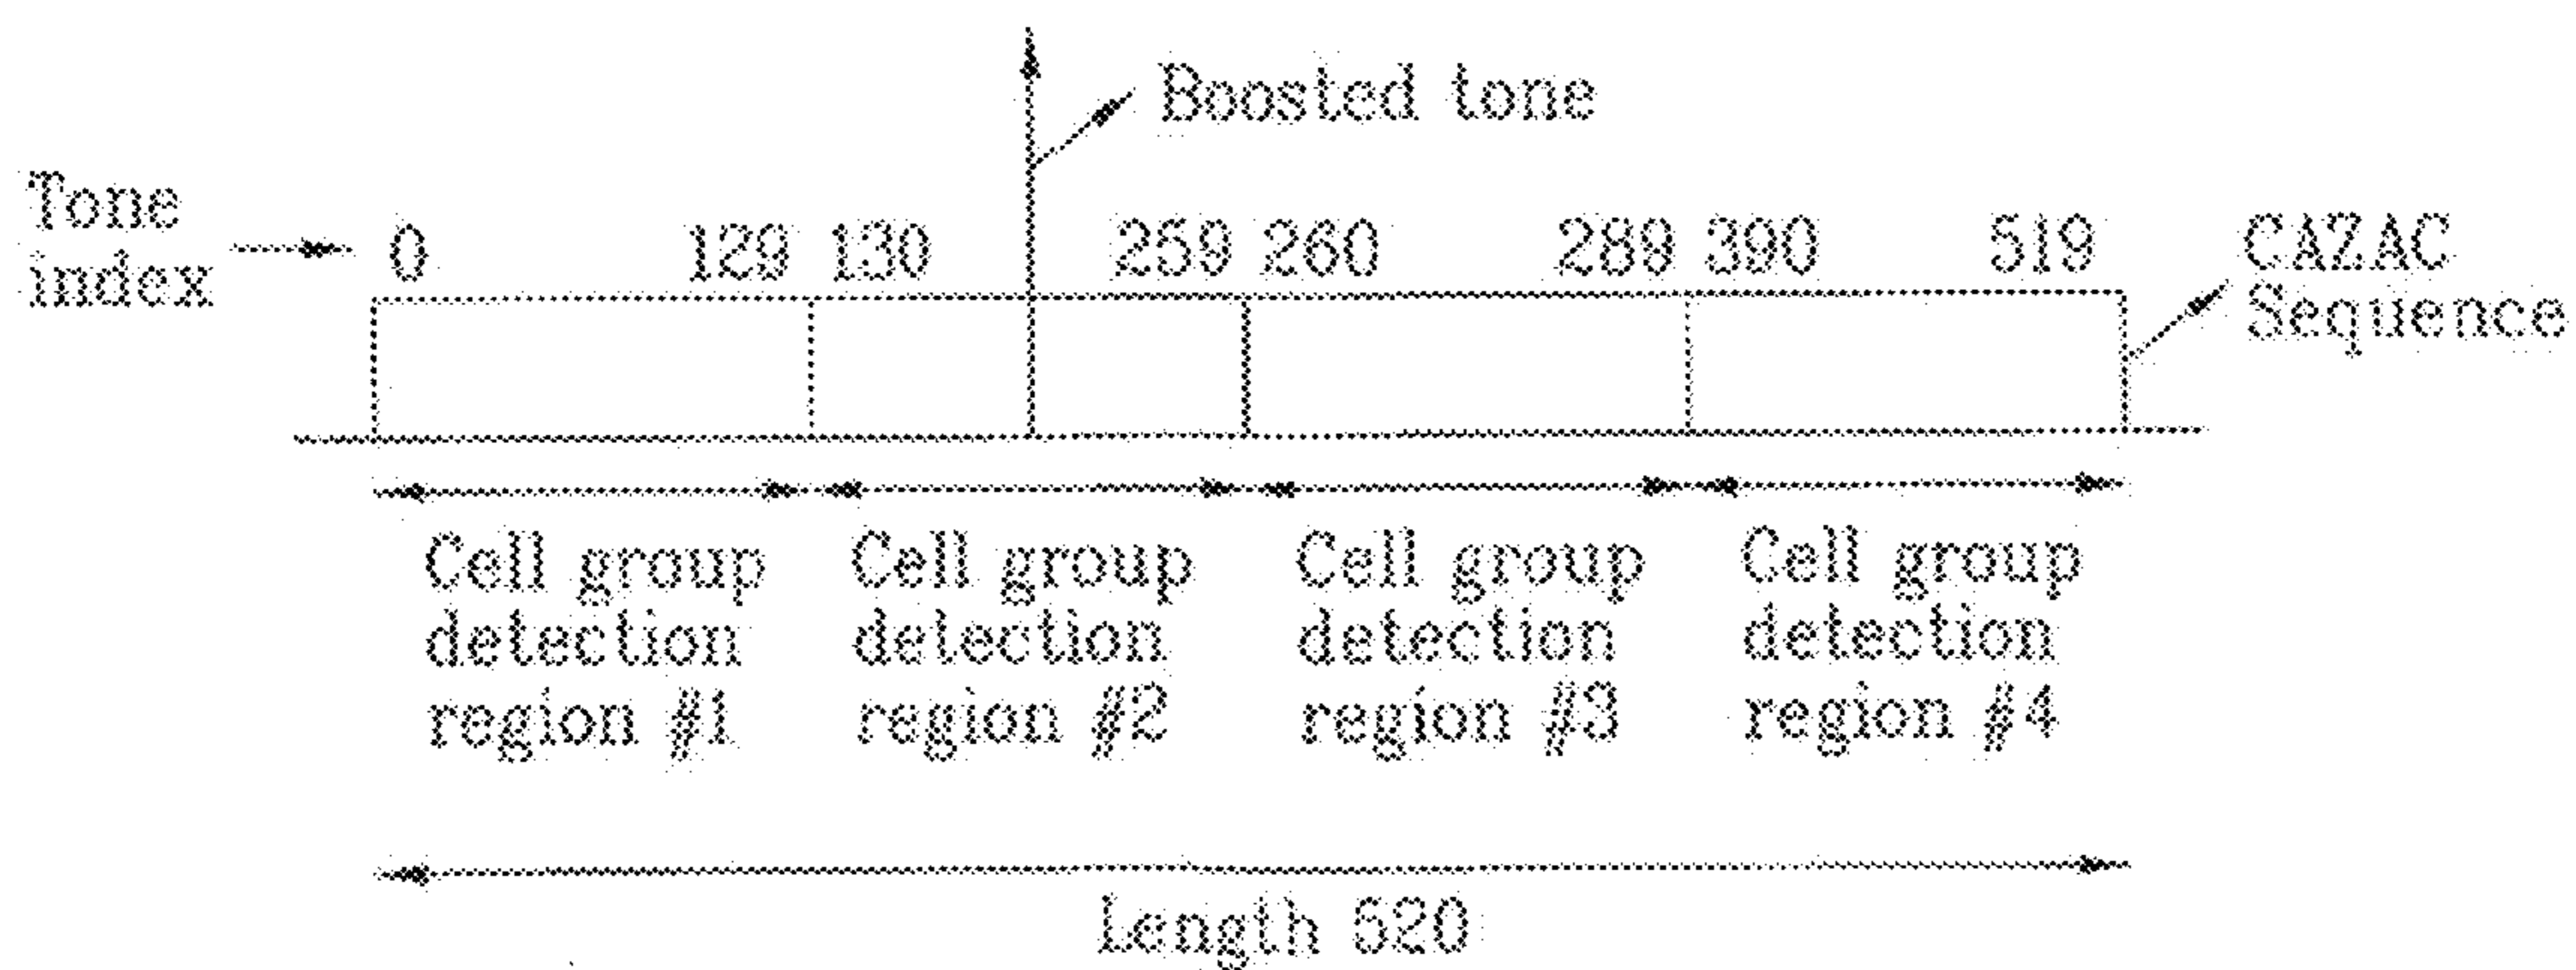 Boosted tone
Tone
index
0
129
130
259
260
289
390
519
CAZAC
Sequence
Cell group
detection
region #1
Cell group
detection
region #2
Cell group
detection
region #3
Cell group
detection
region #4
Length 520